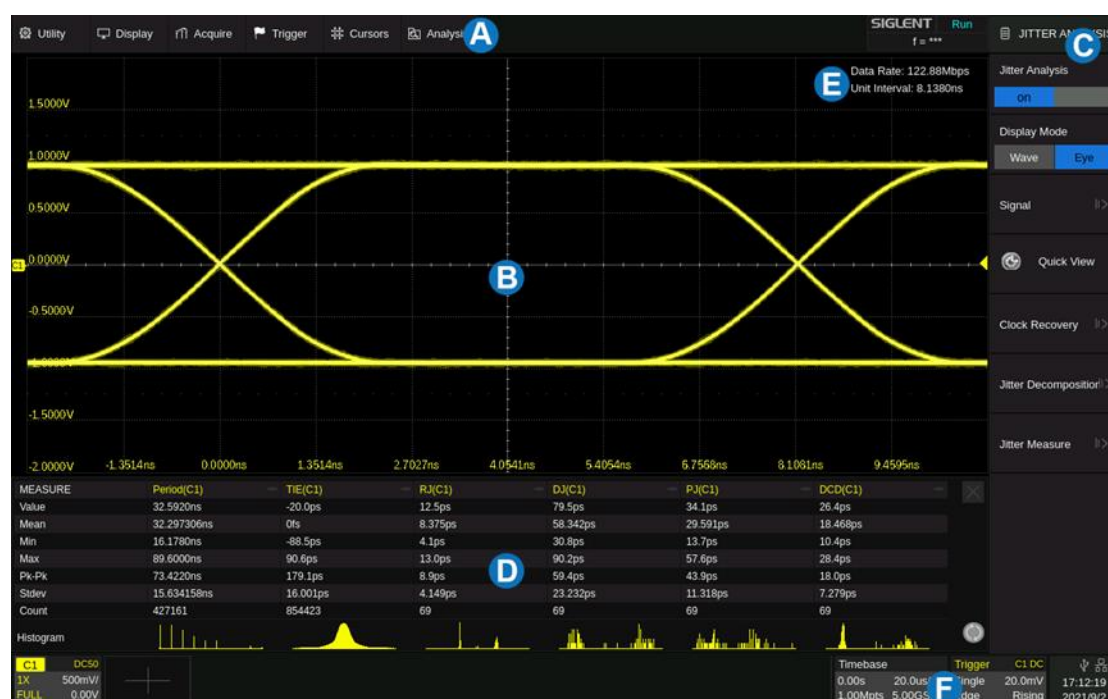 Utility Display Acquire Trigger Cursors Analysis A SIGLENT Run
f = ***
JITTER ANALYSIS
C
E
Data Rate: 122.88Mbps
Unit Interval: 8.1380ns
Jitter Analysis
on
Display Mode
Wave Eye
Signal
Quick View
Clock Recovery
Jitter Decomposition
Jitter Measure
1.5000V
1.0000V
0.5000V
C1 0.0000V
B
-0.5000V
-1.0000V
-1.5000V
-2.0000V -1.3514ns 0.0000ns 1.3514ns 2.7027ns 4.0541ns 5.4054ns 6.7568ns 8.1081ns 9.4595ns
MEASURE Period(C1) TIE(C1) RJ(C1) DJ(C1) PJ(C1) DCD(C1)
Value 32.5920ns -20.0ps 12.5ps 79.5ps 34.1ps 26.4ps
Mean 32.297306ns 0fs 8.375ps 58.342ps 29.591ps 18.468ps
Min 16.1780ns -88.5ps 4.1ps 30.8ps 13.7ps 10.4ps
Max 89.6000ns 90.6ps 13.0ps 90.2ps 57.6ps 28.4ps
D
Pk-Pk 73.4220ns 179.1ps 8.9ps 59.4ps 43.9ps 18.0ps
Stdev 15.634158ns 16.001ps 4.149ps 23.232ps 11.318ps 7.279ps
Count 427161 854423 69 69 69 69
Histogram
C1 DC50
1X 500mV/
FULL 0.00V
Timebase
0.00s 20.0us/
1.00Mpts 5.00GS
F
Trigger C1 DC
Single 20.0mV
Edge Rising
17:12:19